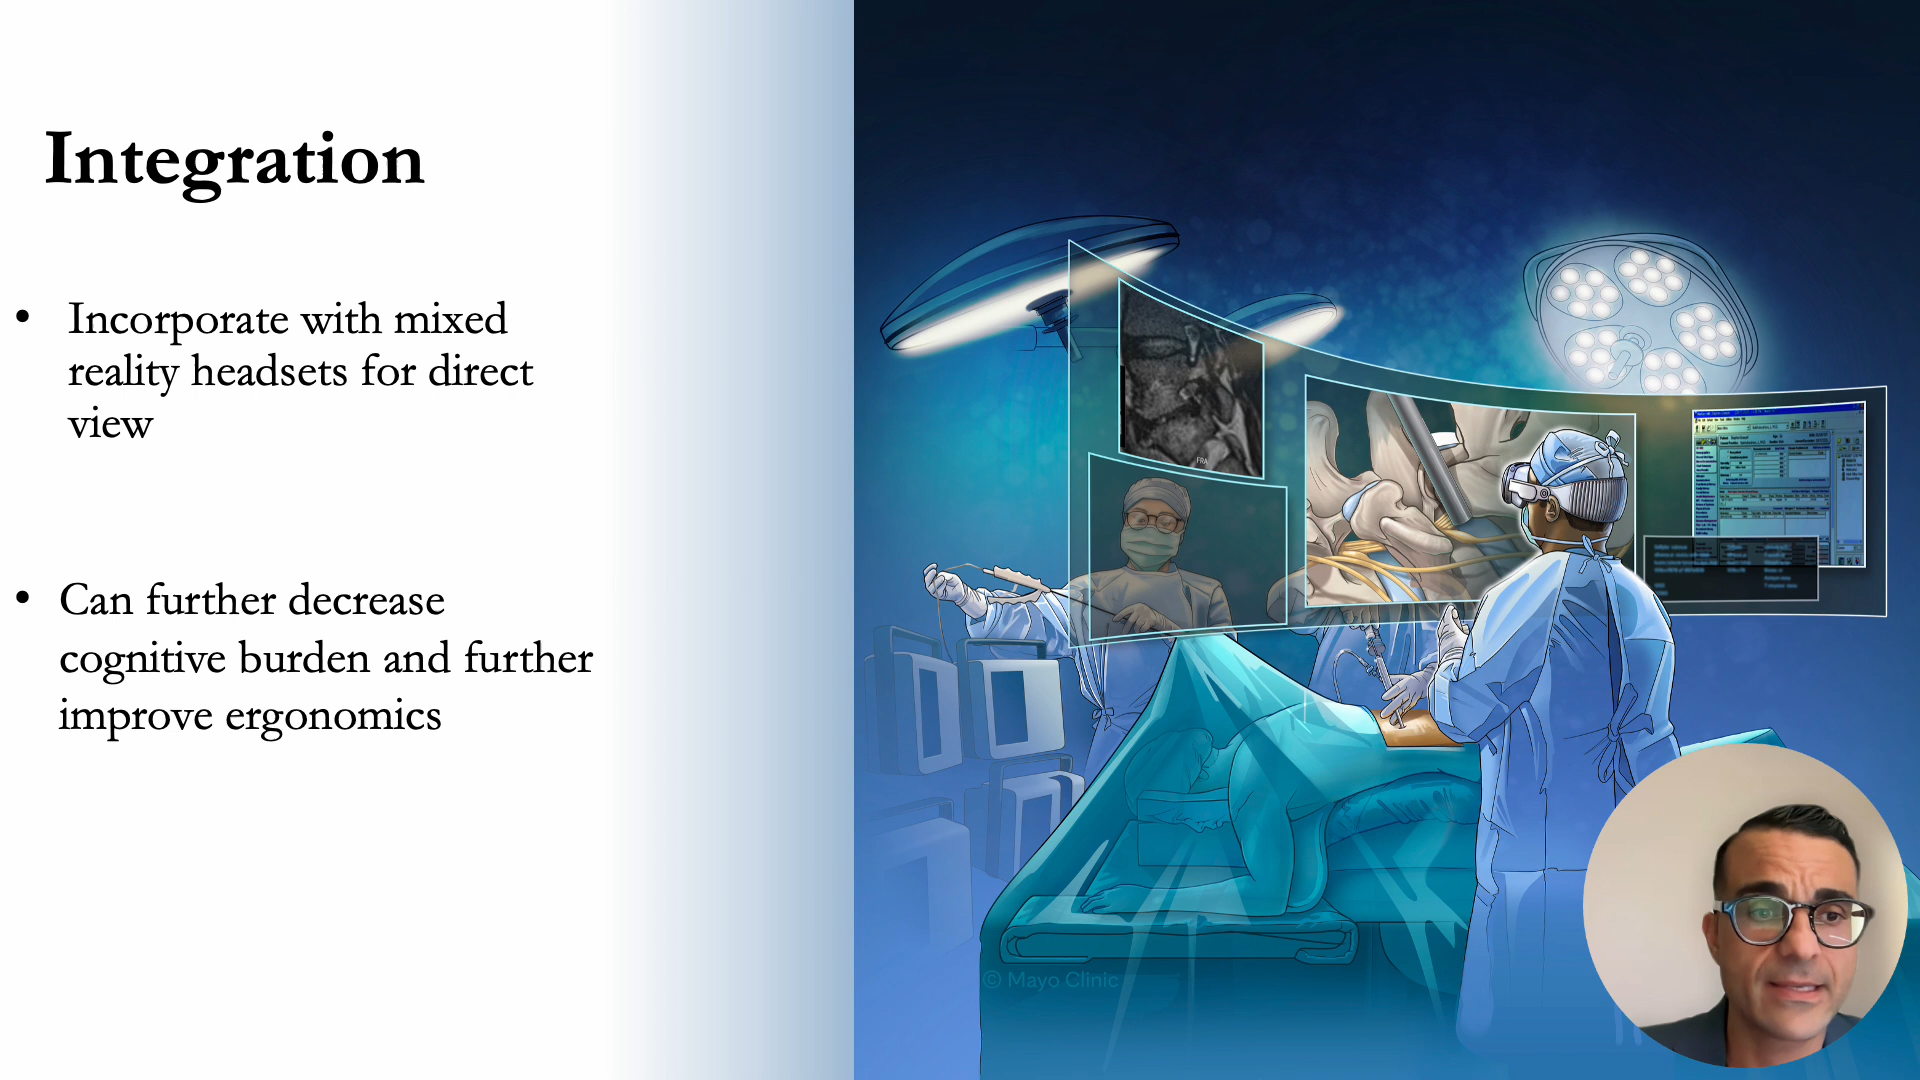 Integration
• Incorporate with mixed
reality headsets for direct
view
• Can further decrease
cognitive burden and further
improve ergonomics
FRA
© Mayo Clinic